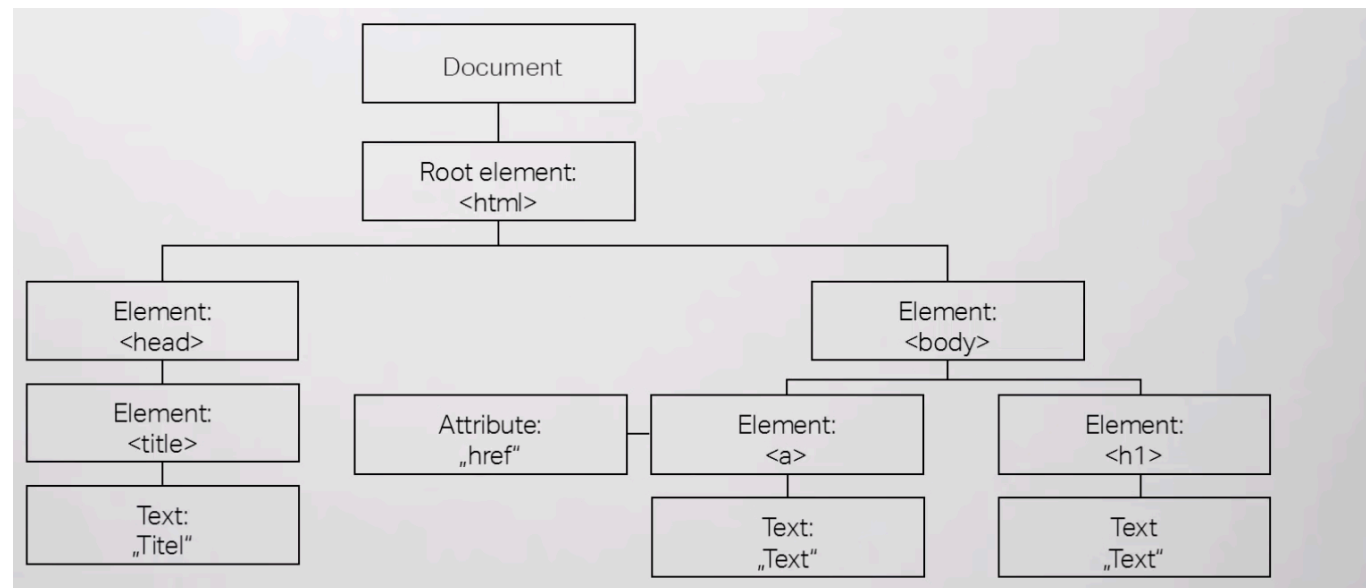 Document
Root element:
<html>
Element:
<head>
Element:
<body>
Element:
<title>
Attribute:
„href“
Element:
<a>
Element:
<h1>
Text:
„Titel“
Text:
„Text“
Text
„Text“